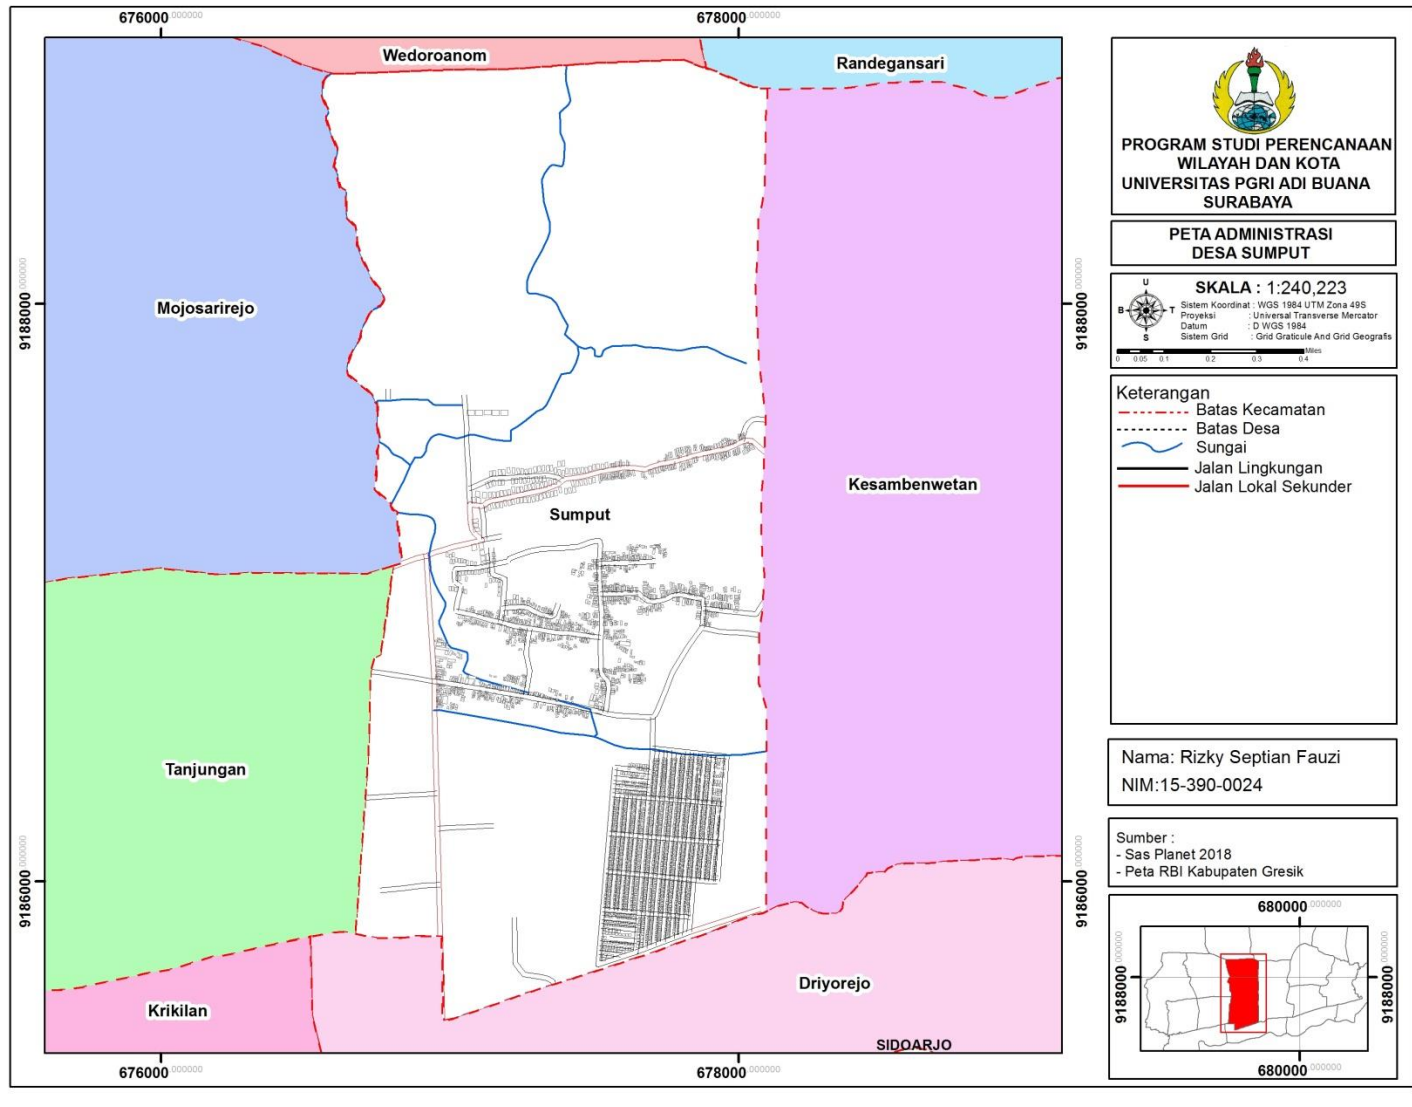 676000.000000
678000.000000
Wedoroanom
Randegansari
Mojosarirejo
Kesambenwetan
Sumput
Tanjungan
Krikilan
Driyorejo
SIDOARJO
9188000.000000
9188000.000000
9186000.000000
9186000.000000
676000.000000
678000.000000
PROGRAM STUDI PERENCANAAN
WILAYAH DAN KOTA
UNIVERSITAS PGRI ADI BUANA
SURABAYA
PETA ADMINISTRASI
DESA SUMPUT
U
B
T
S
SKALA : 1:240,223
Sistem Koordinat : WGS 1984 UTM Zona 49S
Proyeksi : Universal Transverse Mercator
Datum : D WGS 1984
Sistem Grid : Grid Graticule And Grid Geografis
Miles
0 0.05 0.1 0.2 0.3 0.4
Keterangan
Batas Kecamatan
Batas Desa
Sungai
Jalan Lingkungan
Jalan Lokal Sekunder
Nama: Rizky Septian Fauzi
NIM:15-390-0024
Sumber :
- Sas Planet 2018
- Peta RBI Kabupaten Gresik
680000.000000
9188000.000000
9188000.000000
680000.000000